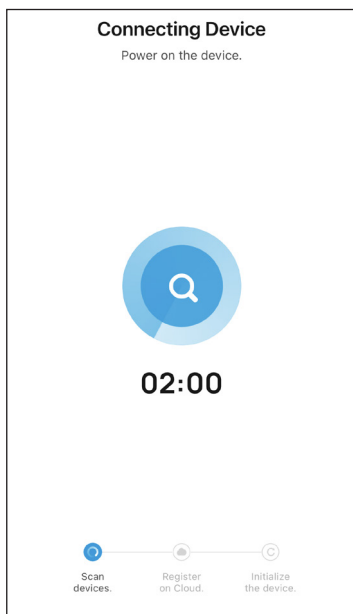 Connecting Device
Power on the device.
02:00
Scan
devices.
Register
on Cloud.
Initialize
the device.